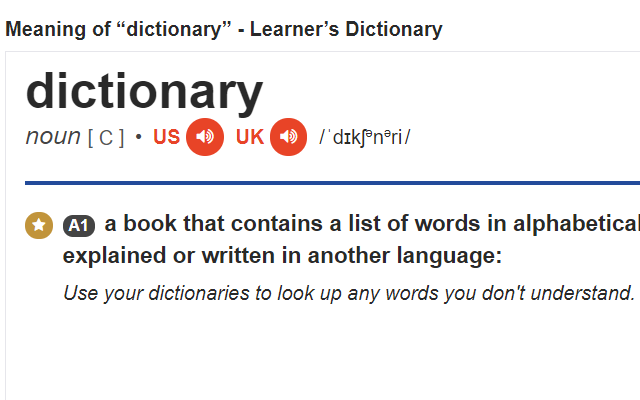 Meaning of “dictionary” - Learner’s Dictionary
dictionary
noun [ C ] • US UK /ˈdɪkʃᵊnᵊri/
A1 a book that contains a list of words in alphabetical
explained or written in another language:
Use your dictionaries to look up any words you don't understand.